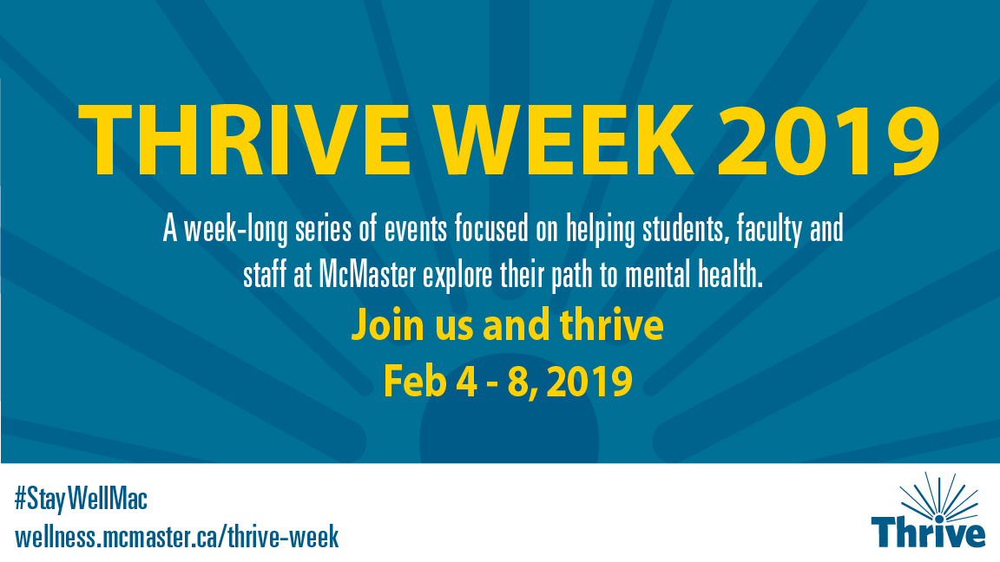 THRIVE WEEK 2019
A week-long series of events focused on helping students, faculty and
staff at McMaster explore their path to mental health.
Join us and thrive
Feb 4 - 8, 2019
#StayWellMac
wellness.mcmaster.ca/thrive-week
Thrive